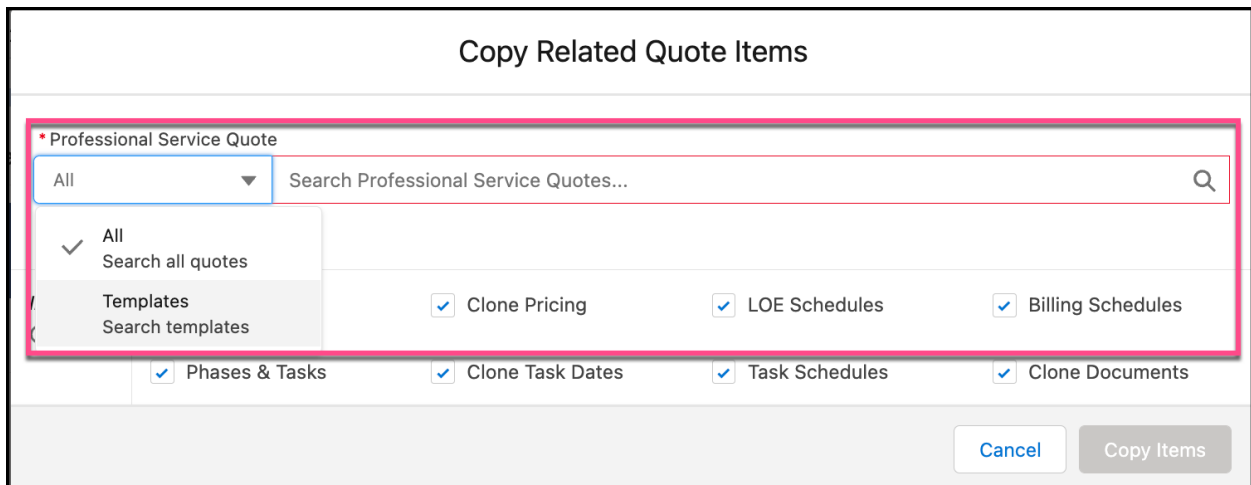 Copy Related Quote Items
* Professional Service Quote
All Search Professional Service Quotes...
All
Search all quotes
Templates
Search templates
Clone Pricing LOE Schedules Billing Schedules
Phases & Tasks Clone Task Dates Task Schedules Clone Documents
Cancel Copy Items